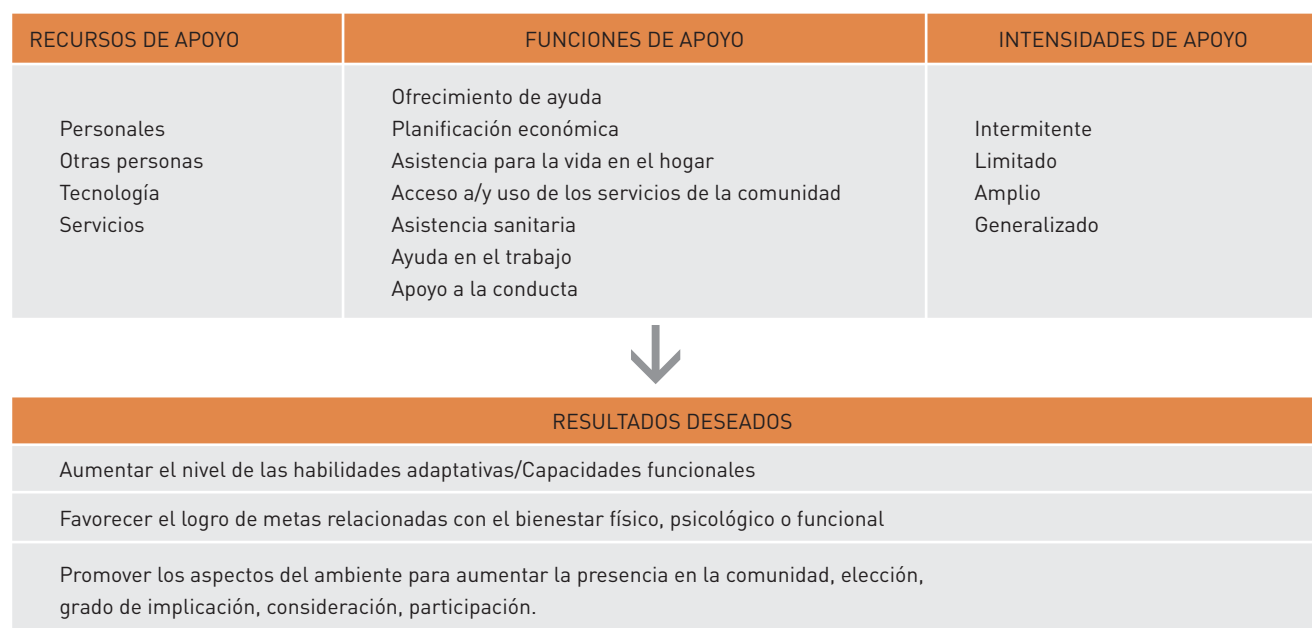 RECURSOS DE APOYO
Personales
Otras personas
Tecnología
Servicios
FUNCIONES DE APOYO
Ofrecimiento de ayuda
Planificación económica
Asistencia para la vida en el hogar
Acceso a/y uso de los servicios de la comunidad
Asistencia sanitaria
Ayuda en el trabajo
Apoyo a la conducta
INTENSIDADES DE APOYO
Intermitente
Limitado
Amplio
Generalizado
RESULTADOS DESEADOS
Aumentar el nivel de las habilidades adaptativas/Capacidades funcionales
Favorecer el logro de metas relacionadas con el bienestar físico, psicológico o funcional
Promover los aspectos del ambiente para aumentar la presencia en la comunidad, elección,
grado de implicación, consideración, participación.